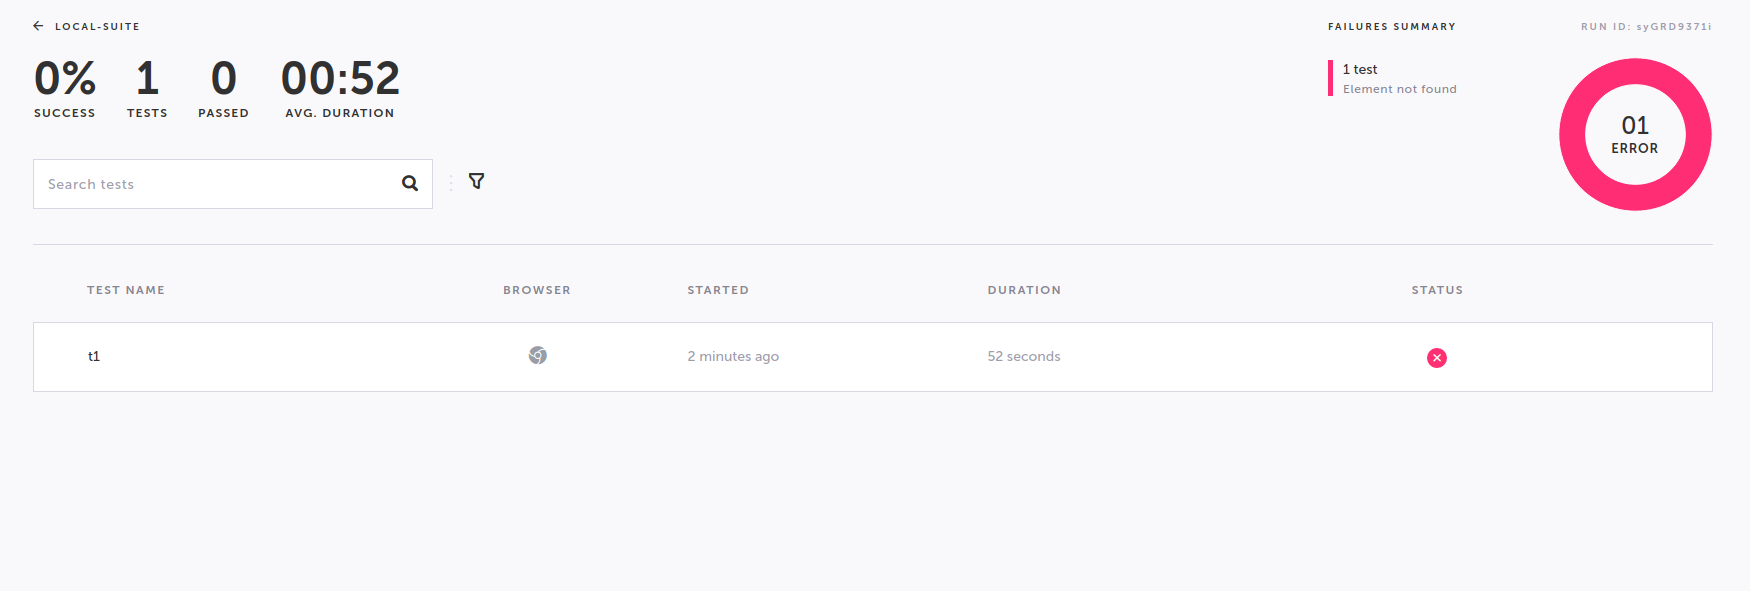 LOCAL-SUITE
0% 1 0 00:52
SUCCESS TESTS PASSED AVG. DURATION
FAILURES SUMMARY
1 test
Element not found
RUN ID: syGRD9371i
01
ERROR
Search tests
TEST NAME BROWSER STARTED DURATION STATUS
t1 2 minutes ago 52 seconds